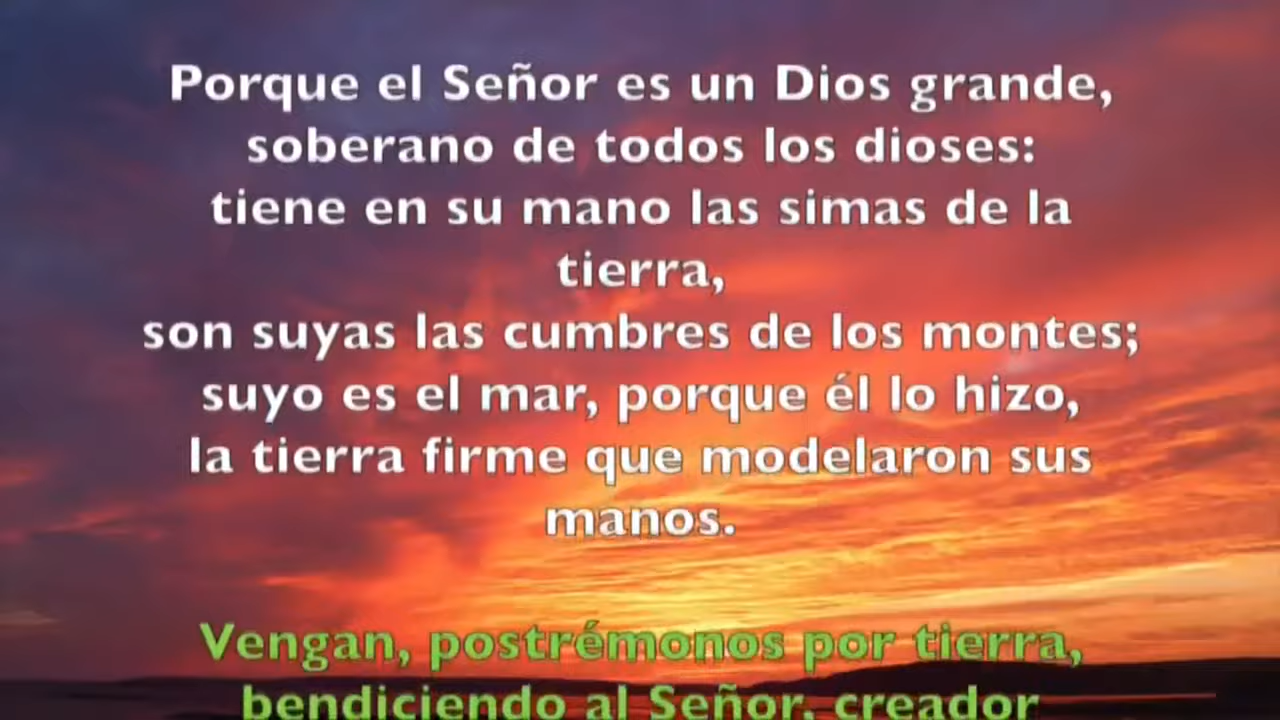 Porque el Señor es un Dios grande,
soberano de todos los dioses:
tiene en su mano las simas de la
tierra,
son suyas las cumbres de los montes;
suyo es el mar, porque él lo hizo,
la tierra firme que modelaron sus
manos.
Vengan, postrémonos por tierra,
bendiciendo al Señor, creador